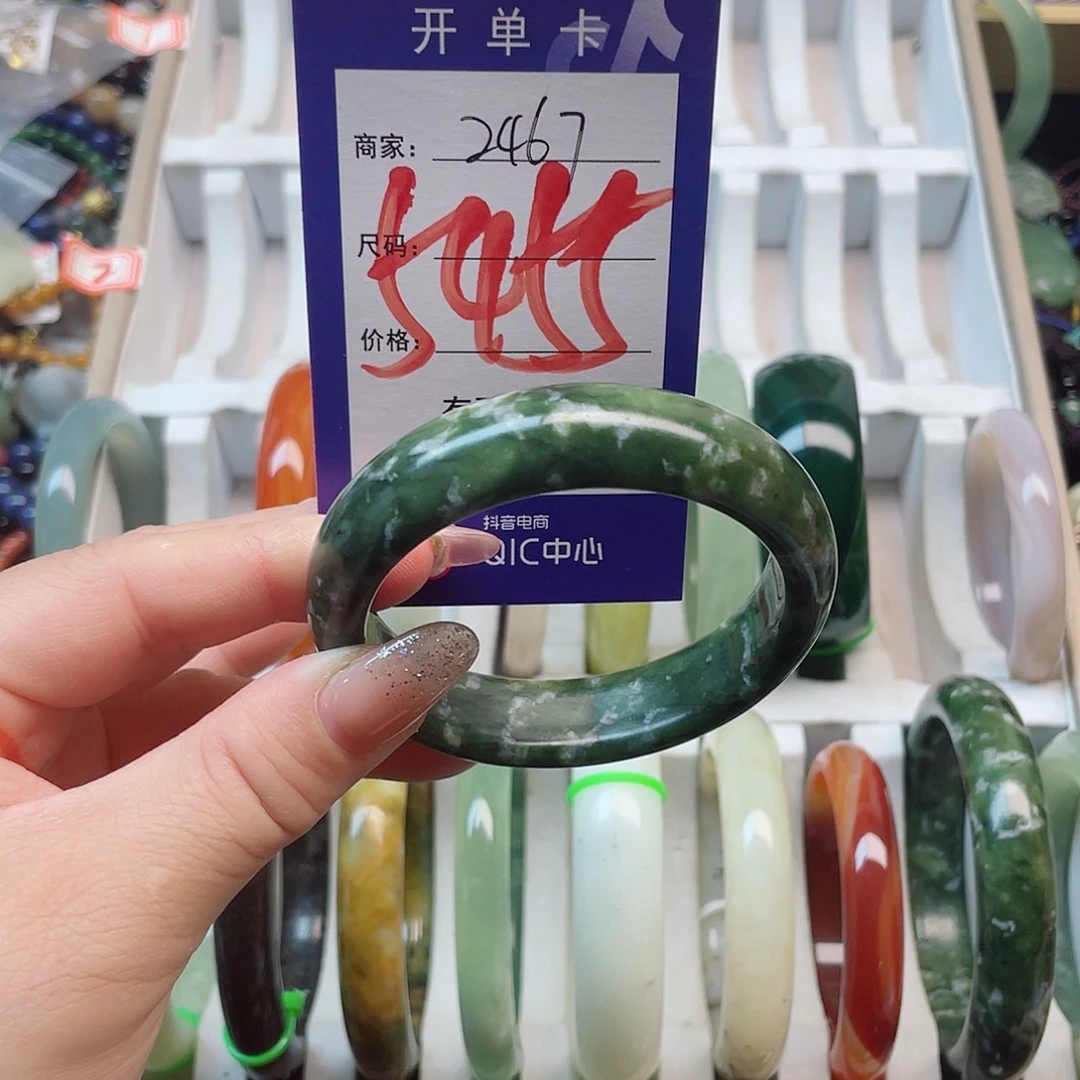 开单卡
商家： 2467
尺码：
价格：
抖音电商
QIC中心